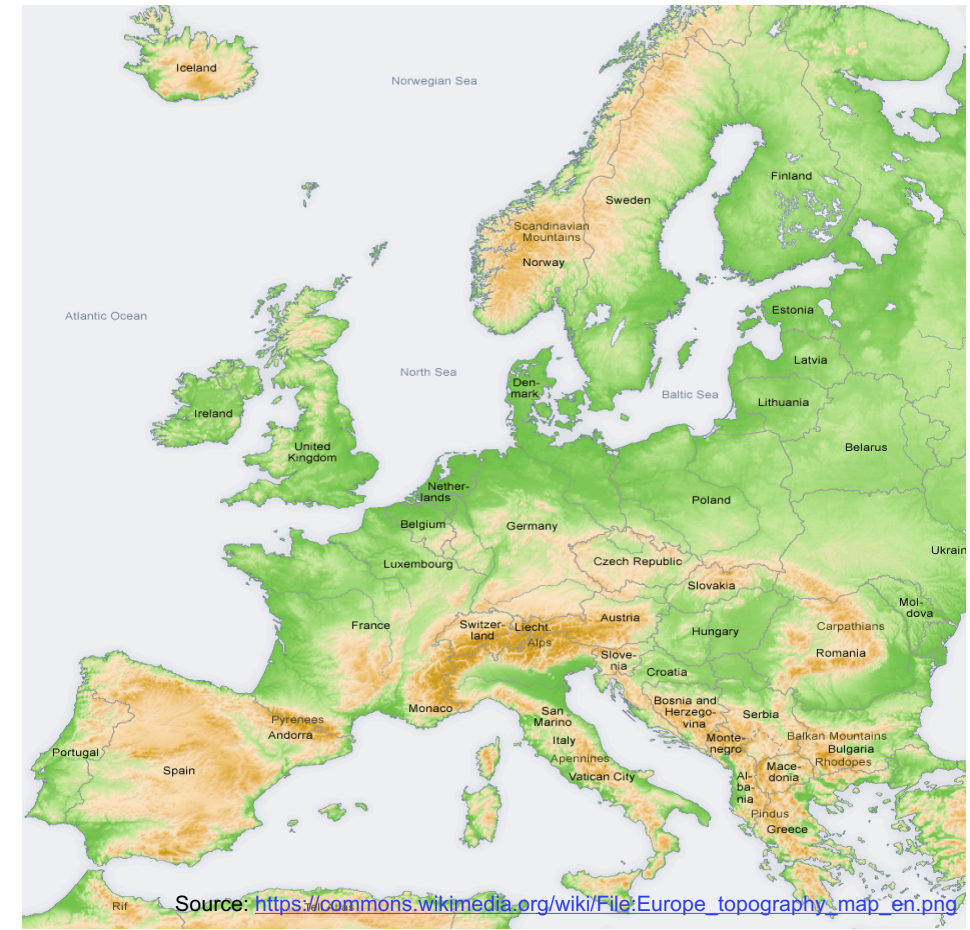 Iceland
Norwegian Sea
Finland
Sweden
Scandinavian
Mountains
Norway
Estonia
Atlantic Ocean
Latvia
North Sea
Den-
mark
Baltic Sea
Lithuania
Ireland
United
Kingdom
Belarus
Nether-
lands
Poland
Belgium
Germany
Ukrain
Czech Republic
Luxembourg
Slovakia
Mol-
dova
France
Switzer-
land
Liecht.
Alps
Austria
Hungary
Carpathians
Romania
Slove-
nia
Croatia
Monaco
San
Marino
Bosnia and
Herzego-
vina
Serbia
Pyrenees
Andorra
Italy
Monte-
negro
Balkan Mountains
Bulgaria
Rhodopes
Portugal
Spain
Apennines
Vatican City
Mace-
donia
Al-
ba-
nia
Pindus
Greece
Rif
Source: https://commons.wikimedia.org/wiki/File:Europe_topography_map_en.png